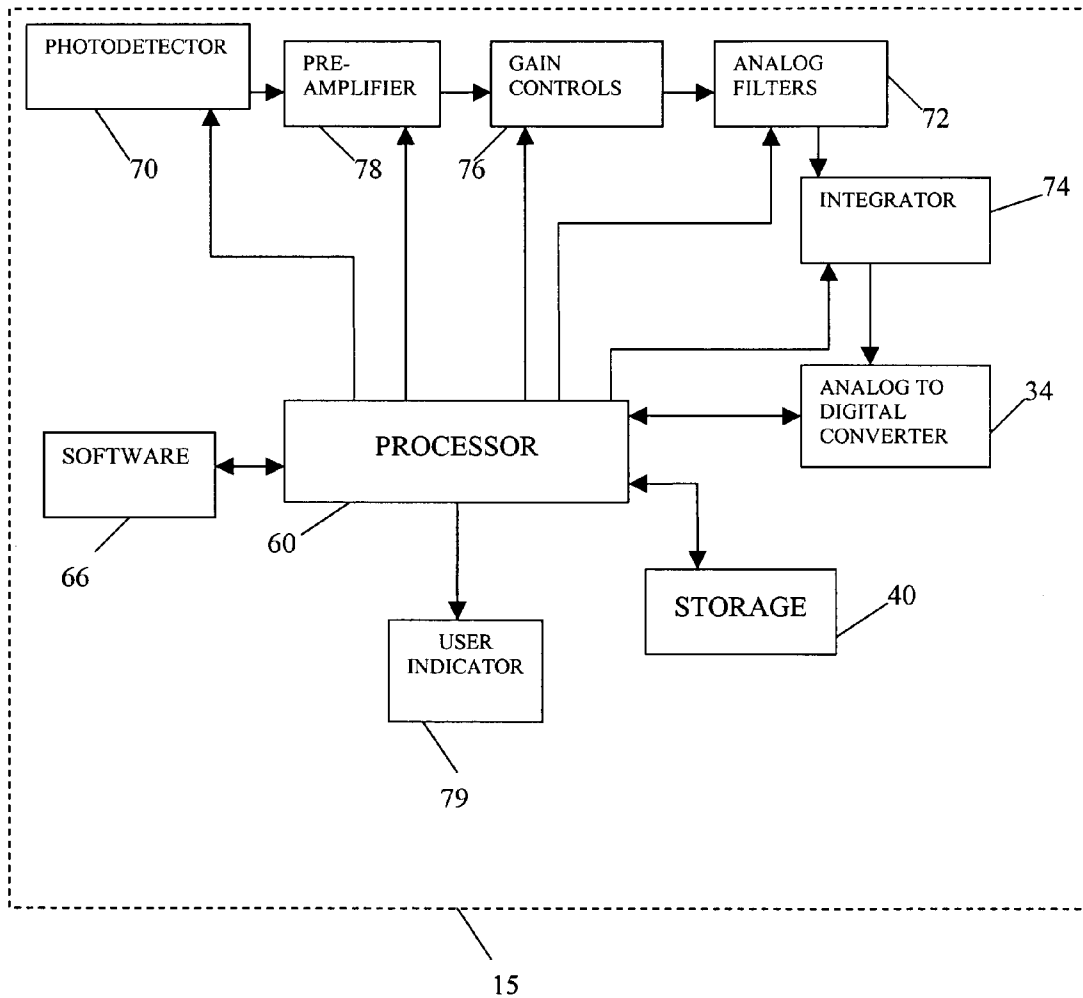 PHOTODETECTOR
PRE-
AMPLIFIER
GAIN
CONTROLS
ANALOG
FILTERS
70
78
76
72
INTEGRATOR
74
ANALOG TO
DIGITAL
CONVERTER
34
PROCESSOR
SOFTWARE
60
66
STORAGE
40
USER
INDICATOR
79
15